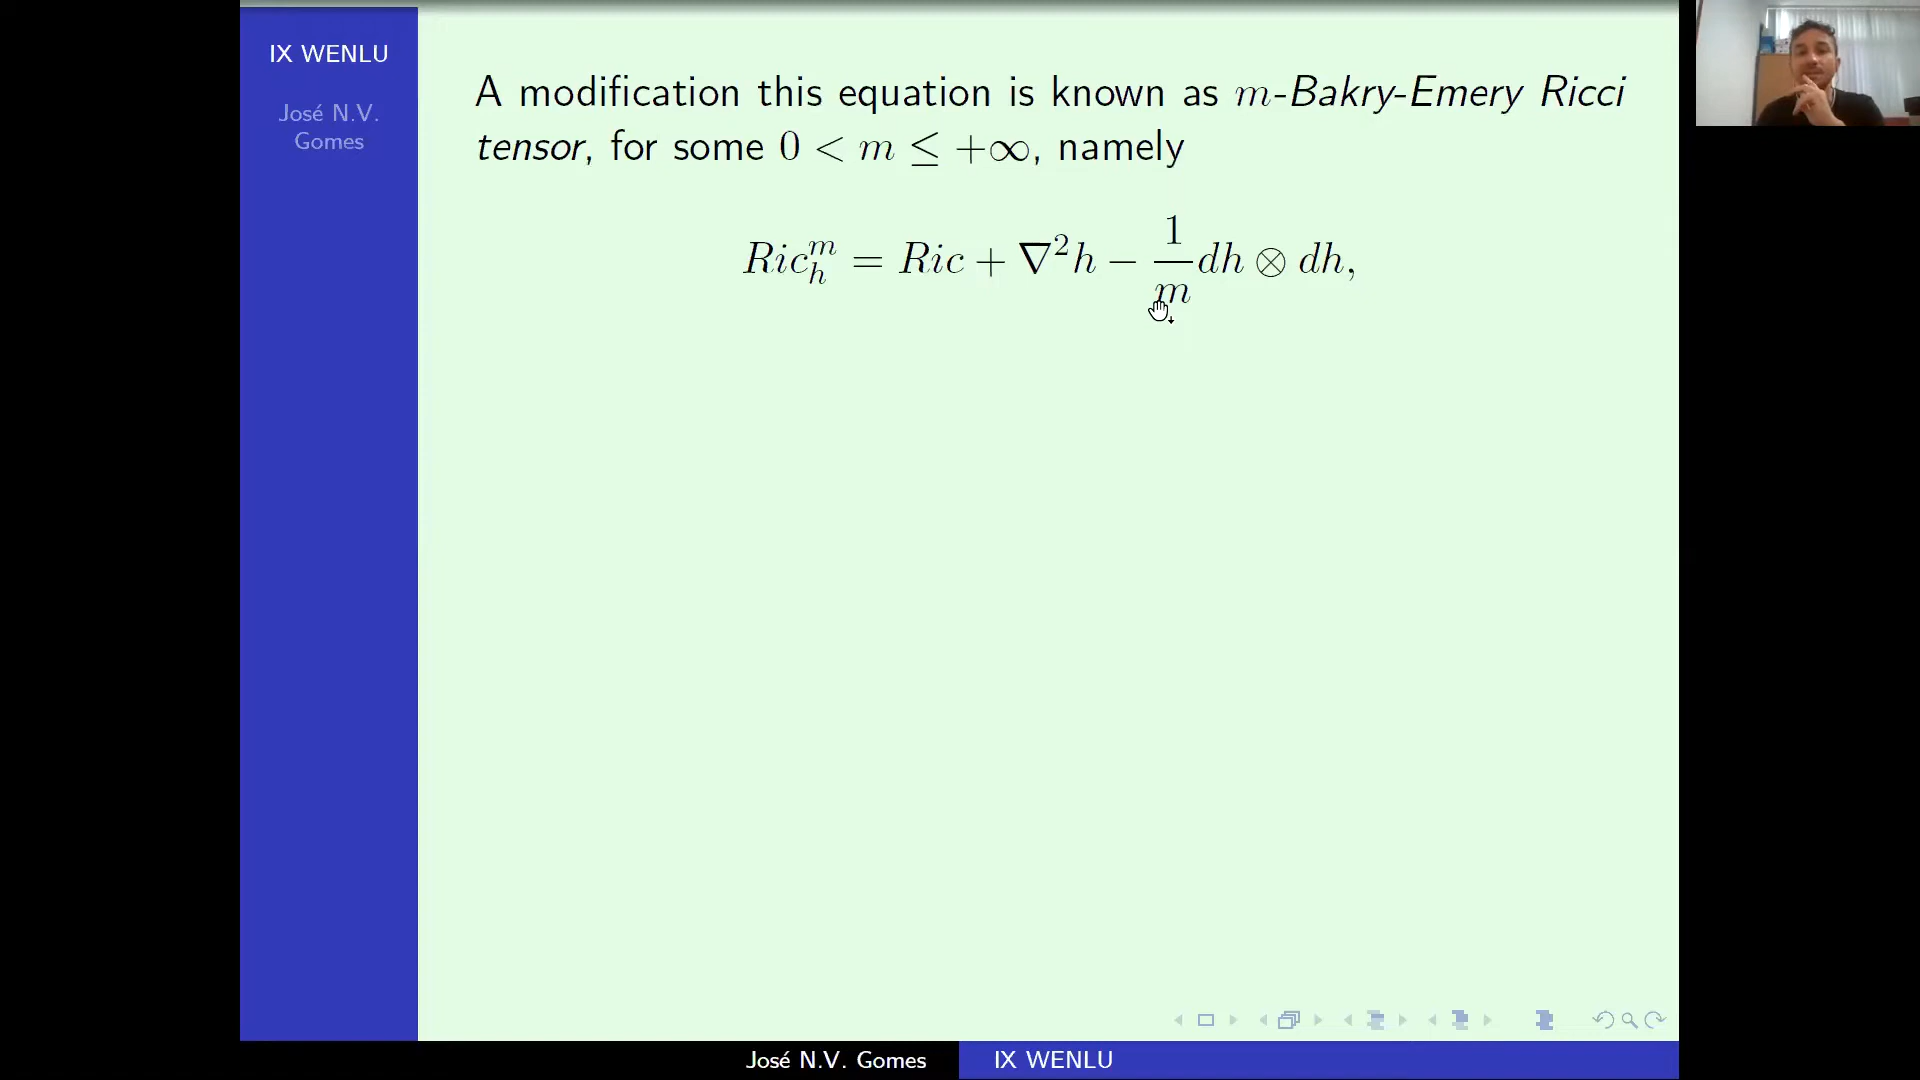 IX WENLU
José N.V.
Gomes
A modification this equation is known as m-Bakry-Emery Ricci
tensor, for some 0 < m ≤ +∞, namely
Ric_h^m = Ric + ∇²h − \frac{1}{m} dh ⊗ dh,
José N.V. Gomes
IX WENLU